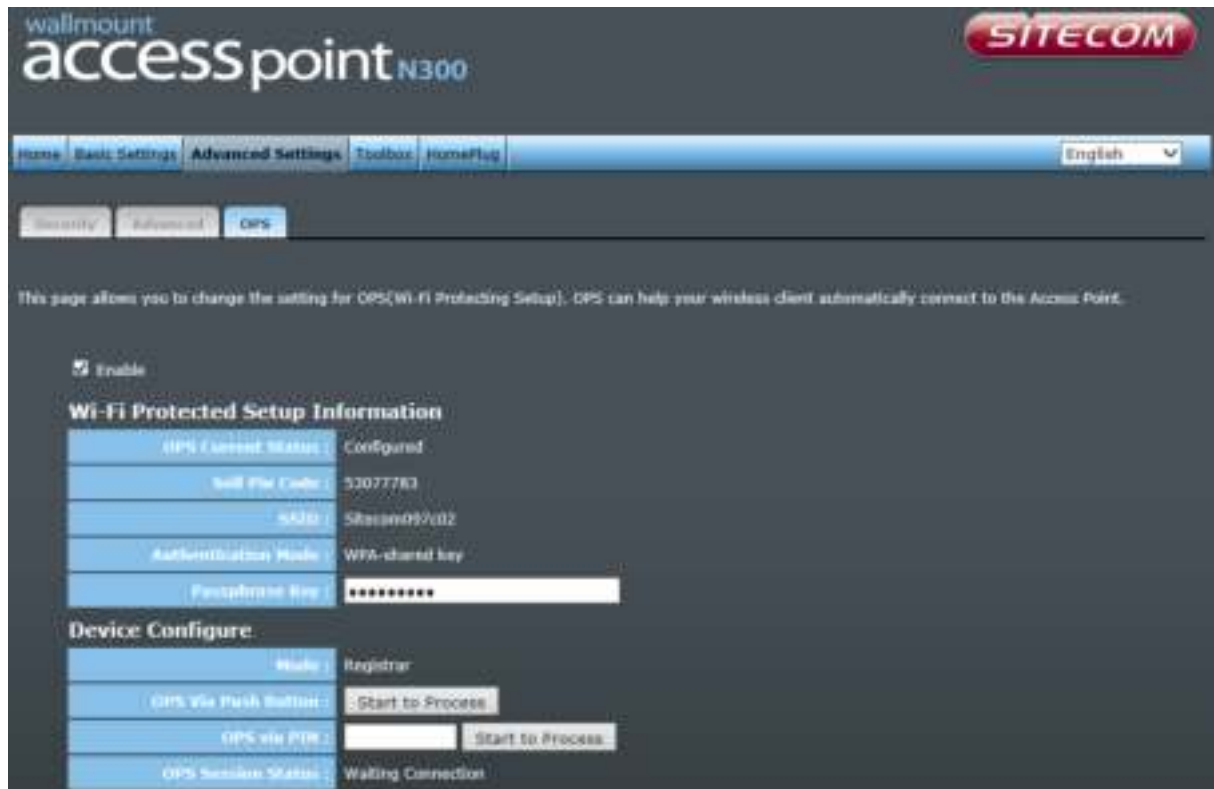 wallmount
accesspoint N300
SITECOM
Home Basic Settings Advanced Settings Toolbox HomePlug English
Security Advanced OPS
This page allows you to change the setting for OPS(Wi-Fi Protecting Setup). OPS can help your wireless client automatically connect to the Access Point.
Enable
Wi-Fi Protected Setup Information
OPS Current Status : Configured
Self Pin Code : 53077783
SSID : Sitecom097c02
Authentication Mode : WPA-shared key
Passphrase Key : •••••••••
Device Configure
Mode : Registrar
OPS Via Push Button : Start to Process
OPS via PIN : Start to Process
OPS Session Status : Waiting Connection